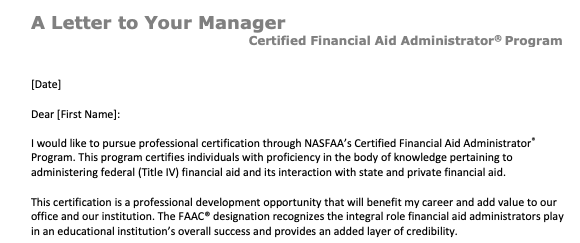 A Letter to Your Manager
Certified Financial Aid Administrator® Program
[Date]
Dear [First Name]:
I would like to pursue professional certification through NASFAA’s Certified Financial Aid Administrator®
Program. This program certifies individuals with proficiency in the body of knowledge pertaining to
administering federal (Title IV) financial aid and its interaction with state and private financial aid.
This certification is a professional development opportunity that will benefit my career and add value to our
office and our institution. The FAAC® designation recognizes the integral role financial aid administrators play
in an educational institution’s overall success and provides an added layer of credibility.